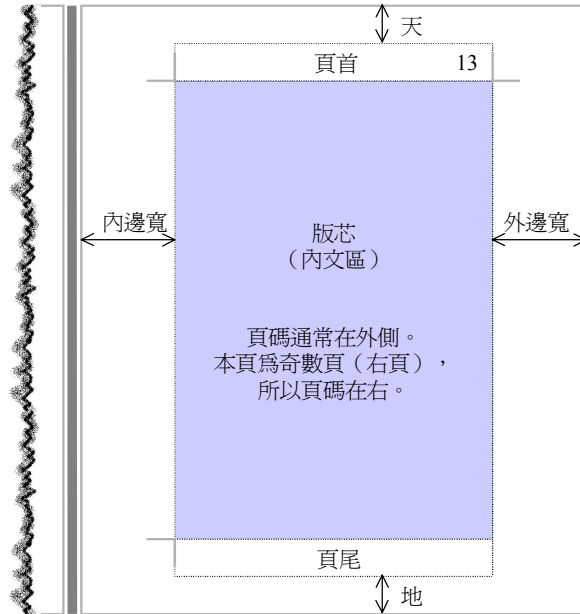 天
頁首 13
內邊寬
外邊寬
版芯
（內文區）
頁碼通常在外側。
本頁爲奇數頁（右頁），
所以頁碼在右。
頁尾
地